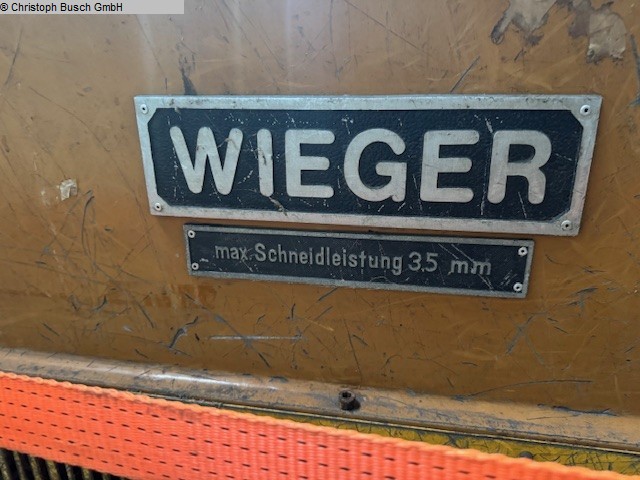 © Christoph Busch GmbH
WIEGER
max. Schneidleistung 3,5 mm